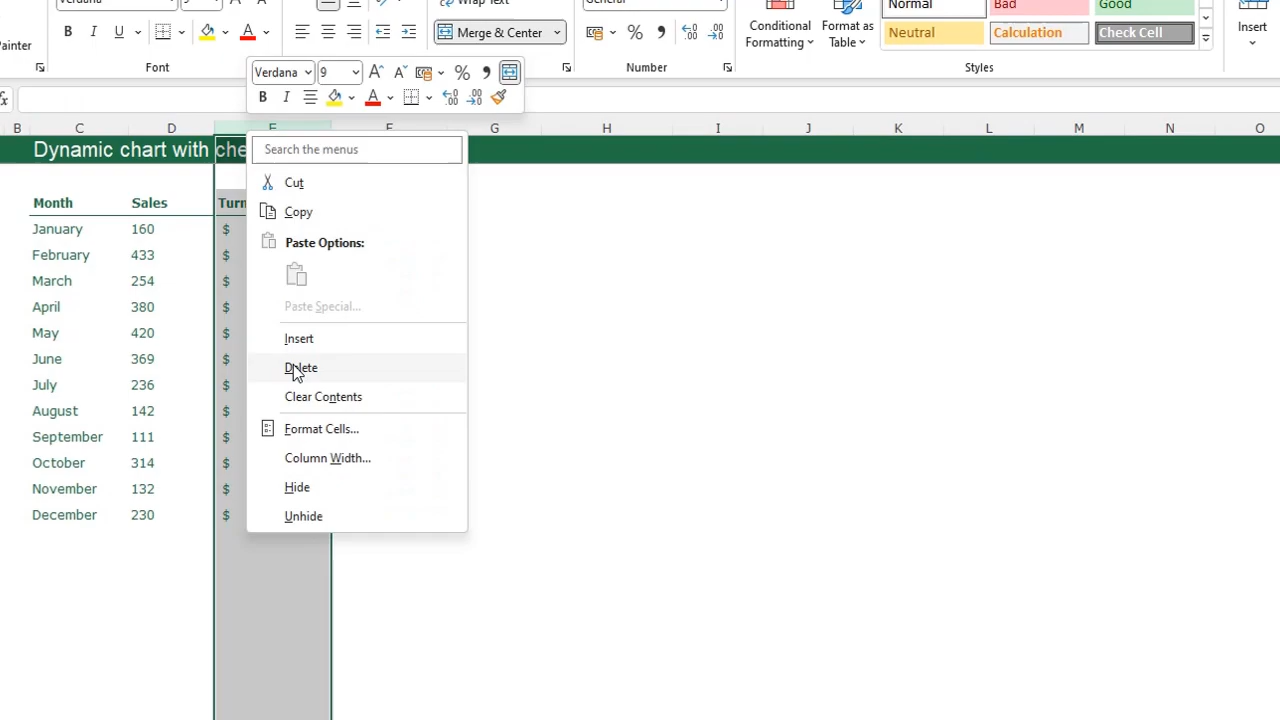 Verdana
9
Wrap Text
General
Normal
Bad
Good
Painter
B I U
Merge & Center
%
Conditional Formatting
Format as Table
Neutral
Calculation
Check Cell
Insert
Font
Number
Styles
Verdana 9 A A %
B I A
fx
B C D E F G H I J K L M N O
Dynamic chart with che
Search the menus
Cut
Copy
Paste Options:
Paste Special...
Insert
Delete
Clear Contents
Format Cells...
Column Width...
Hide
Unhide
Month Sales Turn
January 160 $
February 433 $
March 254 $
April 380 $
May 420 $
June 369 $
July 236 $
August 142 $
September 111 $
October 314 $
November 132 $
December 230 $